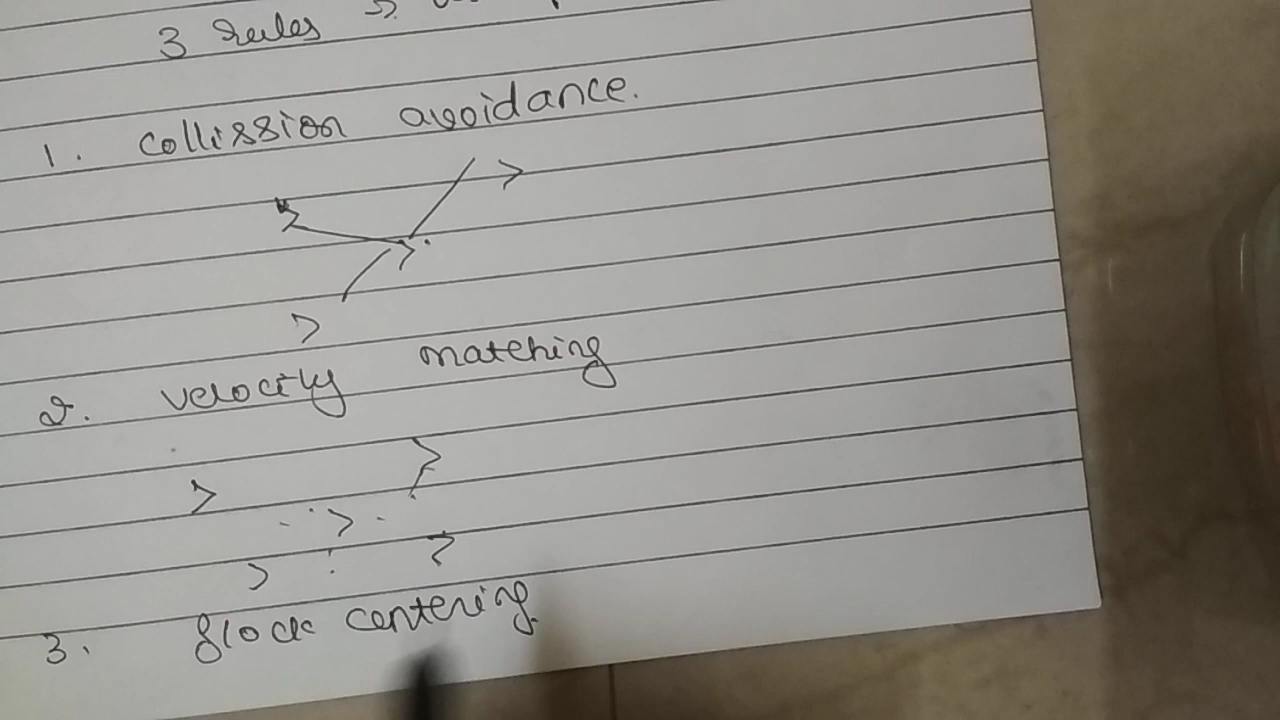 3 rules →
1. collission avoidance.
2. velocity matching
3. flock centering.